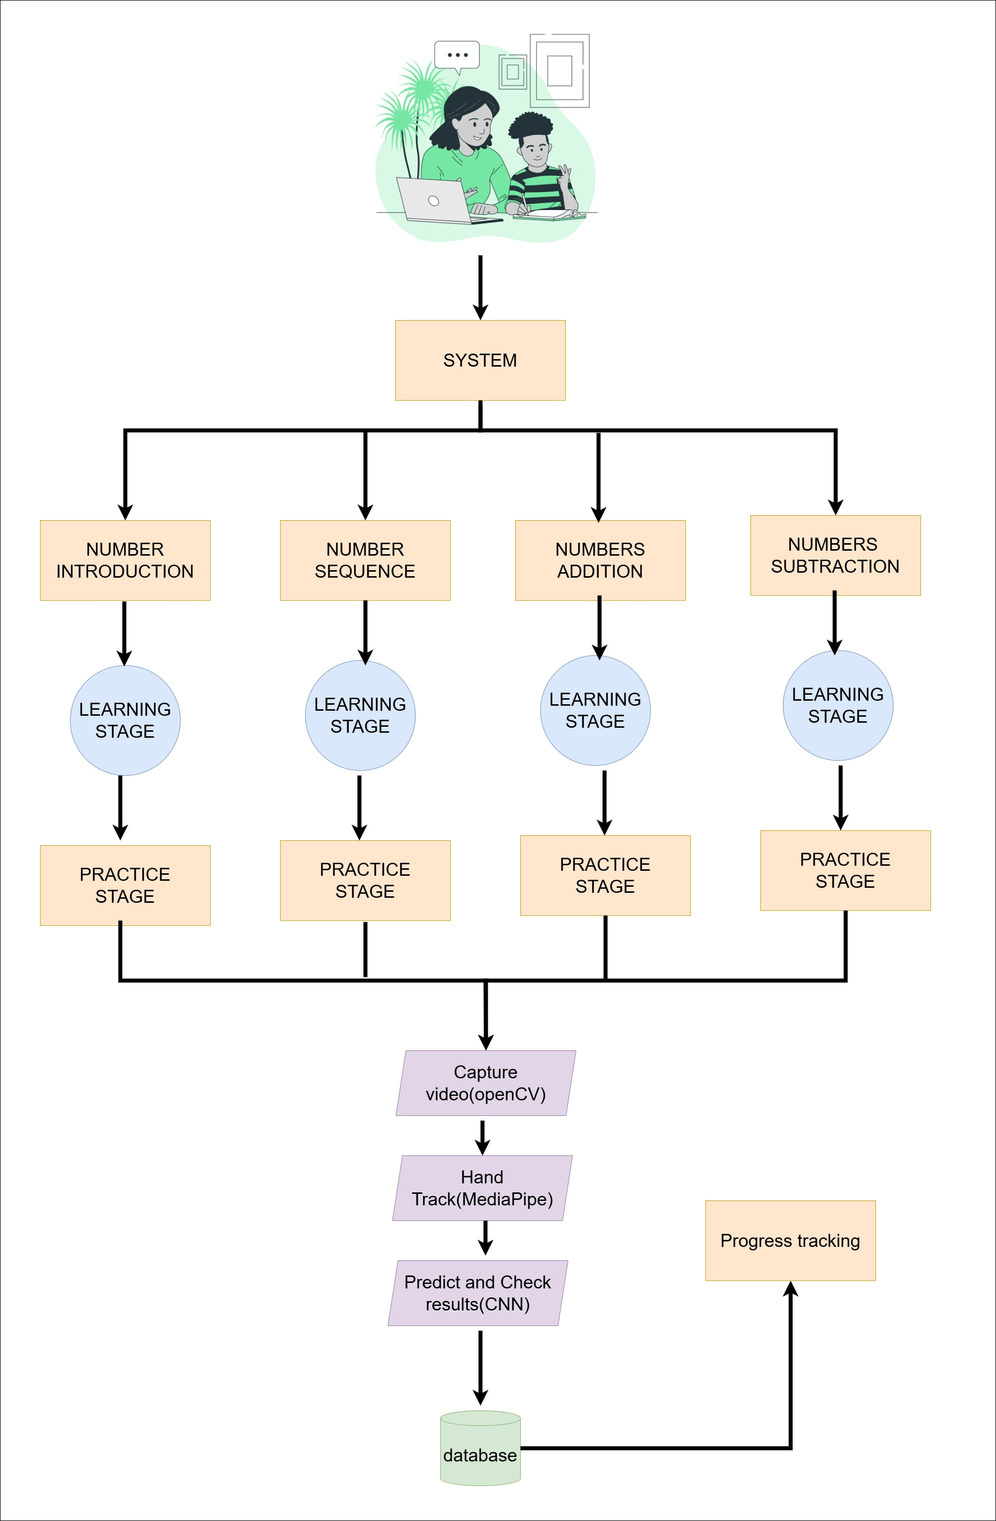 SYSTEM
NUMBER
INTRODUCTION
NUMBER
SEQUENCE
NUMBERS
ADDITION
NUMBERS
SUBTRACTION
LEARNING
STAGE
LEARNING
STAGE
LEARNING
STAGE
LEARNING
STAGE
PRACTICE
STAGE
PRACTICE
STAGE
PRACTICE
STAGE
PRACTICE
STAGE
Capture
video(openCV)
Hand
Track(MediaPipe)
Progress tracking
Predict and Check
results(CNN)
database